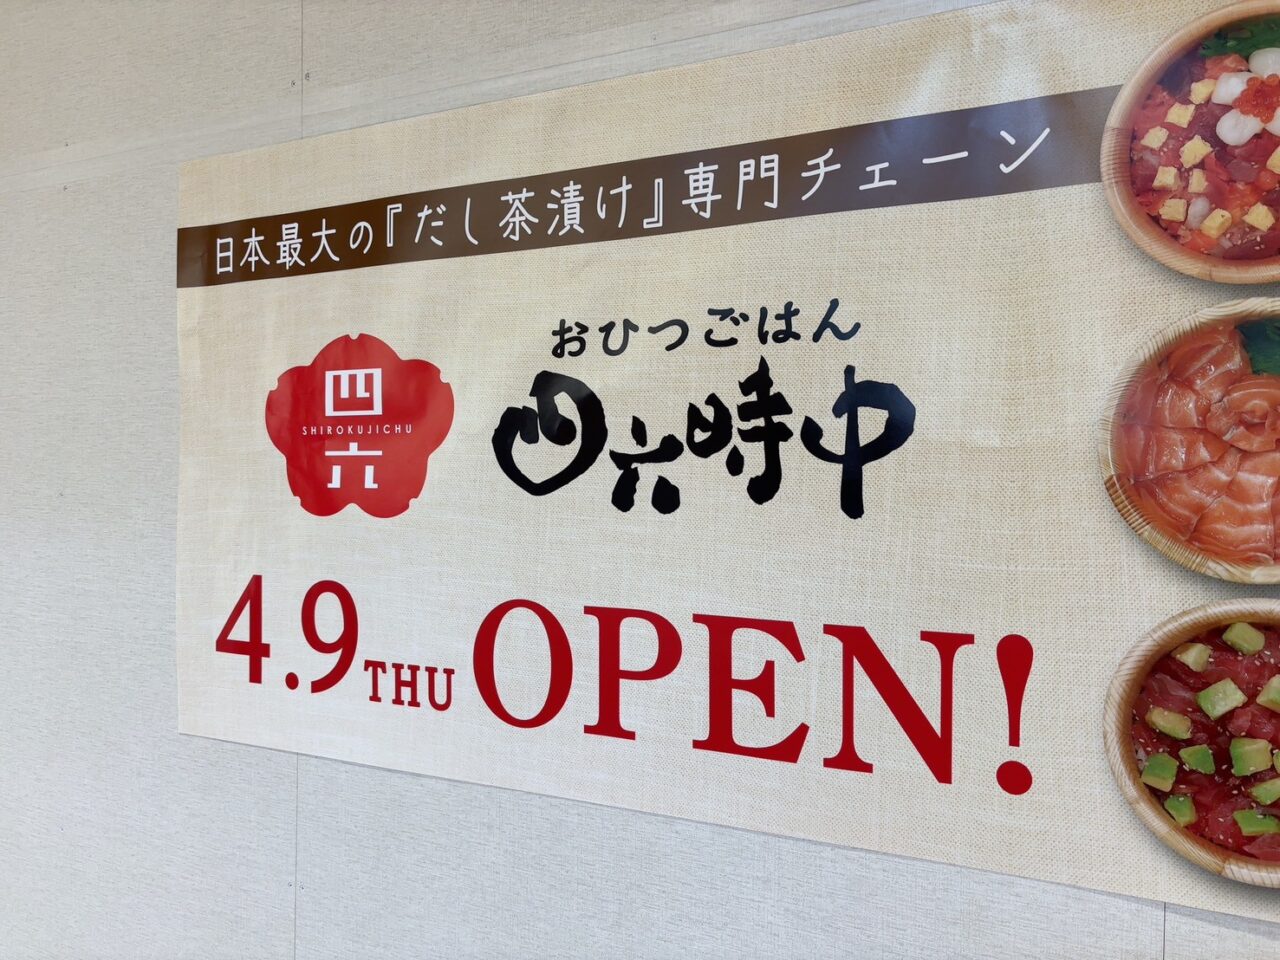 日本最大の『だし茶漬け』専門チェーン
四
SHIROKUJICHU
六
おひつごはん
四六時中
4.9THU OPEN!